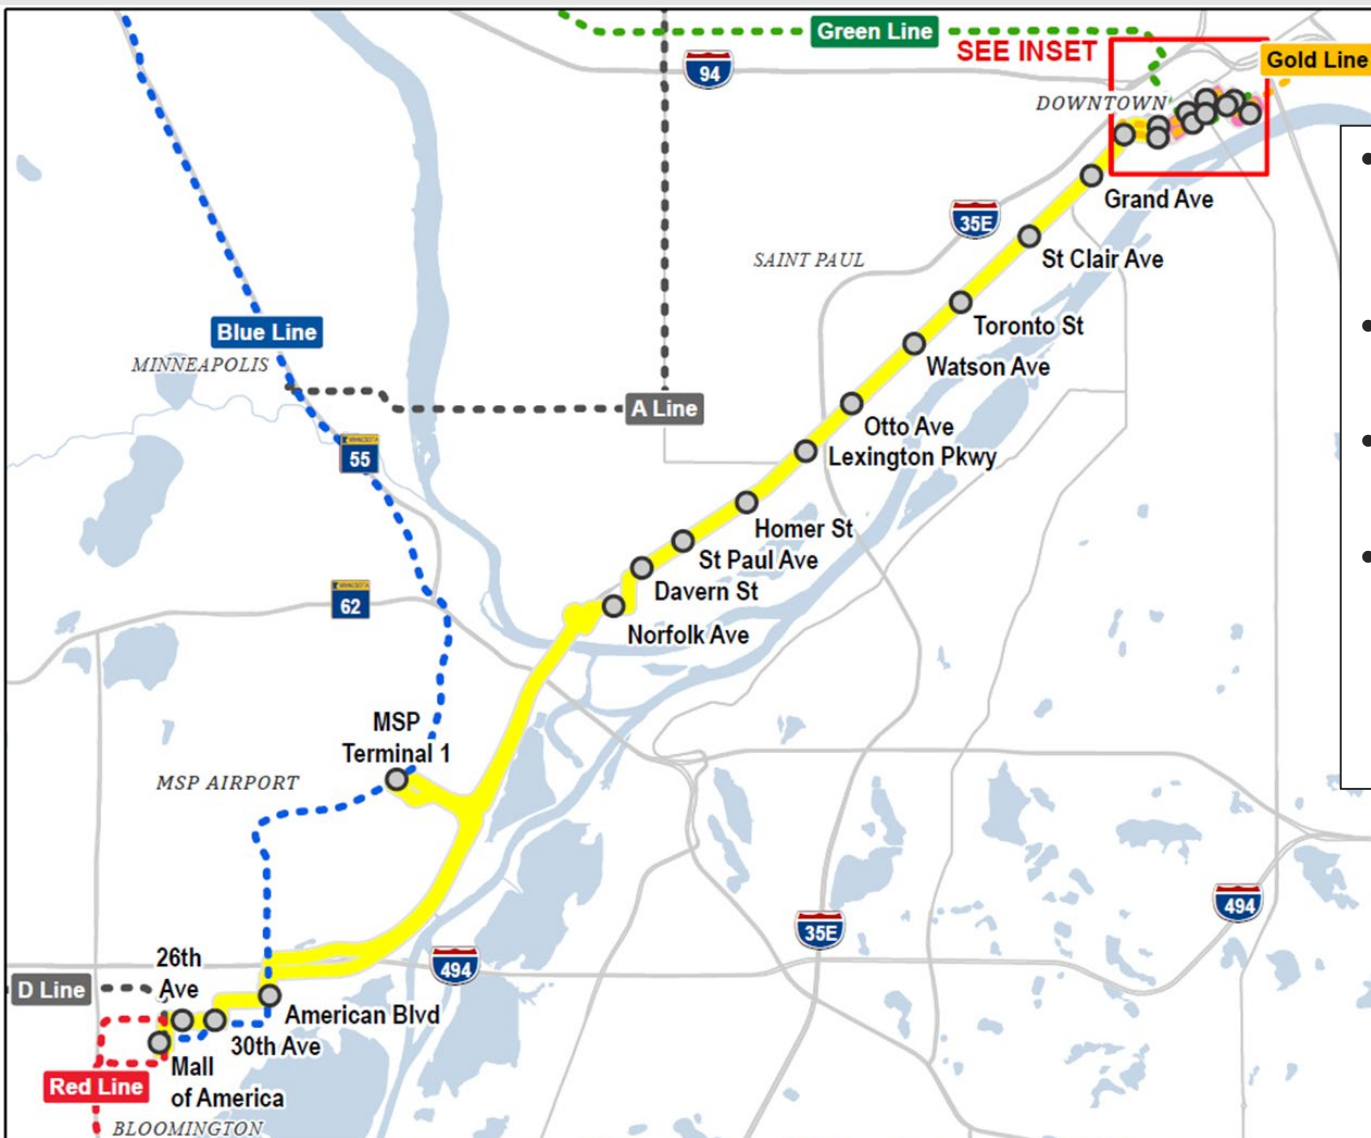 Green Line
SEE INSET
Gold Line
94
DOWNTOWN
Grand Ave
35E
St Clair Ave
SAINT PAUL
Toronto St
Blue Line
MINNEAPOLIS
Watson Ave
A Line
Otto Ave
MINNESOTA
55
Lexington Pkwy
Homer St
St Paul Ave
MINNESOTA
62
Davern St
Norfolk Ave
MSP
Terminal 1
MSP AIRPORT
494
35E
26th
Ave
494
D Line
American Blvd
30th Ave
Mall
of America
Red Line
BLOOMINGTON